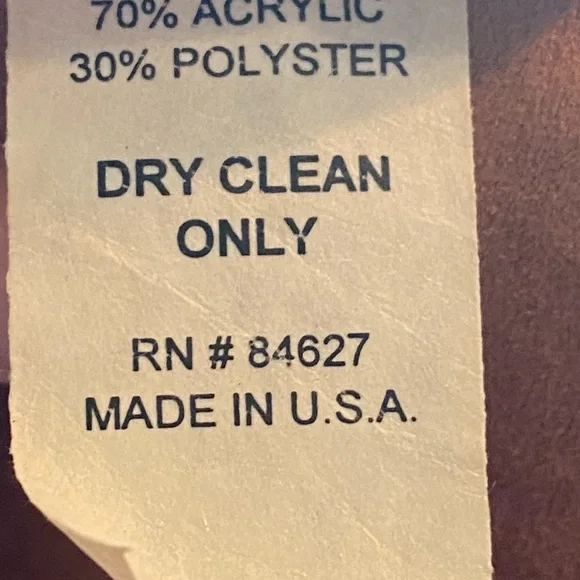 70% ACRYLIC
30% POLYSTER
DRY CLEAN
ONLY
RN # 84627
MADE IN U.S.A.